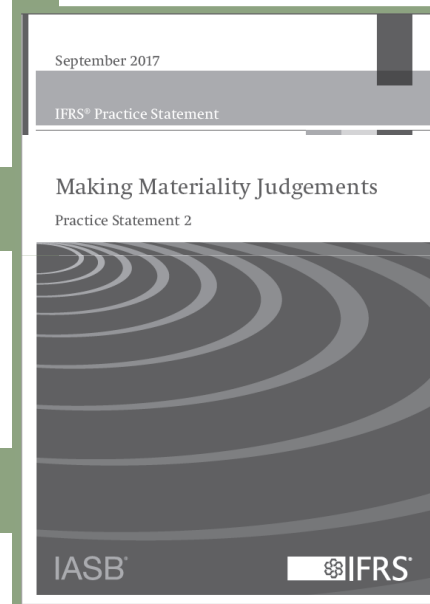 September 2017
IFRS® Practice Statement
Making Materiality Judgements
Practice Statement 2
IASB®
IFRS®